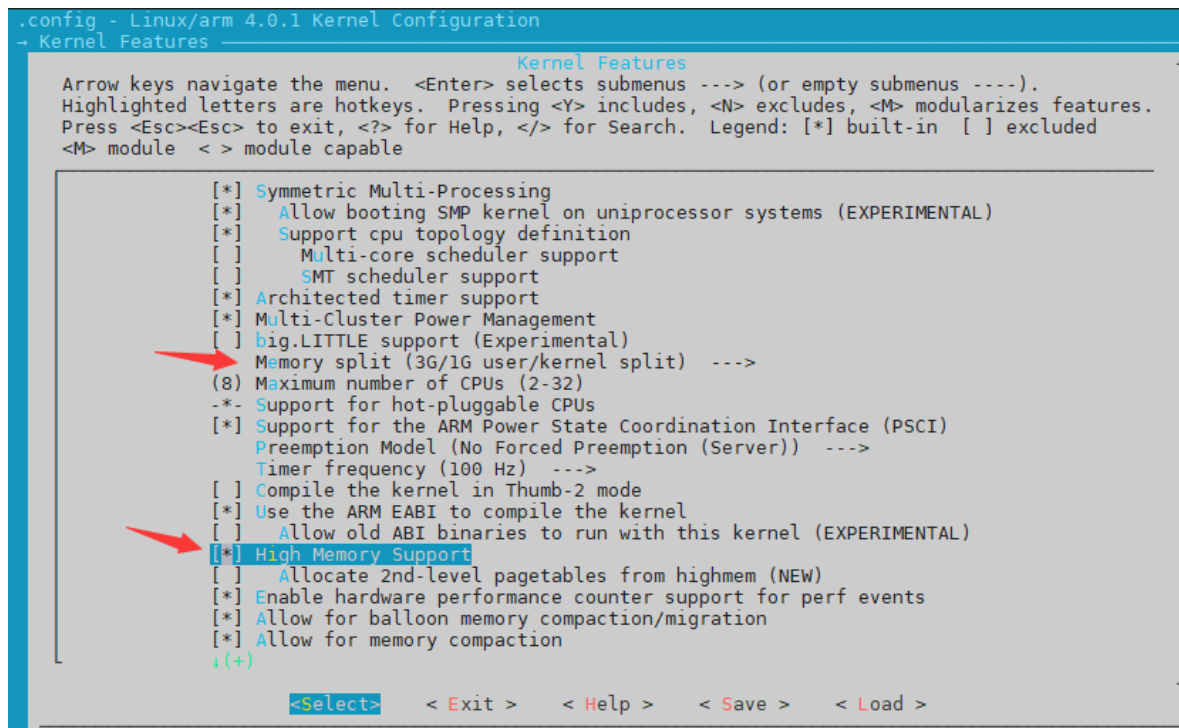 .config - Linux/arm 4.0.1 Kernel Configuration
→ Kernel Features
Kernel Features
Arrow keys navigate the menu.  <Enter> selects submenus ---> (or empty submenus ----).
Highlighted letters are hotkeys.  Pressing <Y> includes, <N> excludes, <M> modularizes features.
Press <Esc><Esc> to exit, <?> for Help, </> for Search.  Legend: [*] built-in  [ ] excluded
<M> module  < > module capable
[*] Symmetric Multi-Processing
[*]   Allow booting SMP kernel on uniprocessor systems (EXPERIMENTAL)
[*]   Support cpu topology definition
[ ]     Multi-core scheduler support
[ ]     SMT scheduler support
[*] Architected timer support
[*] Multi-Cluster Power Management
[ ] big.LITTLE support (Experimental)
Memory split (3G/1G user/kernel split)  --->
(8) Maximum number of CPUs (2-32)
-*- Support for hot-pluggable CPUs
[*] Support for the ARM Power State Coordination Interface (PSCI)
Preemption Model (No Forced Preemption (Server))  --->
Timer frequency (100 Hz)  --->
[ ] Compile the kernel in Thumb-2 mode
[*] Use the ARM EABI to compile the kernel
[ ]   Allow old ABI binaries to run with this kernel (EXPERIMENTAL)
[*] High Memory Support
[ ]   Allocate 2nd-level pagetables from highmem (NEW)
[*] Enable hardware performance counter support for perf events
[*] Allow for balloon memory compaction/migration
[*] Allow for memory compaction
↓(+)
<Select>    < Exit >    < Help >    < Save >    < Load >